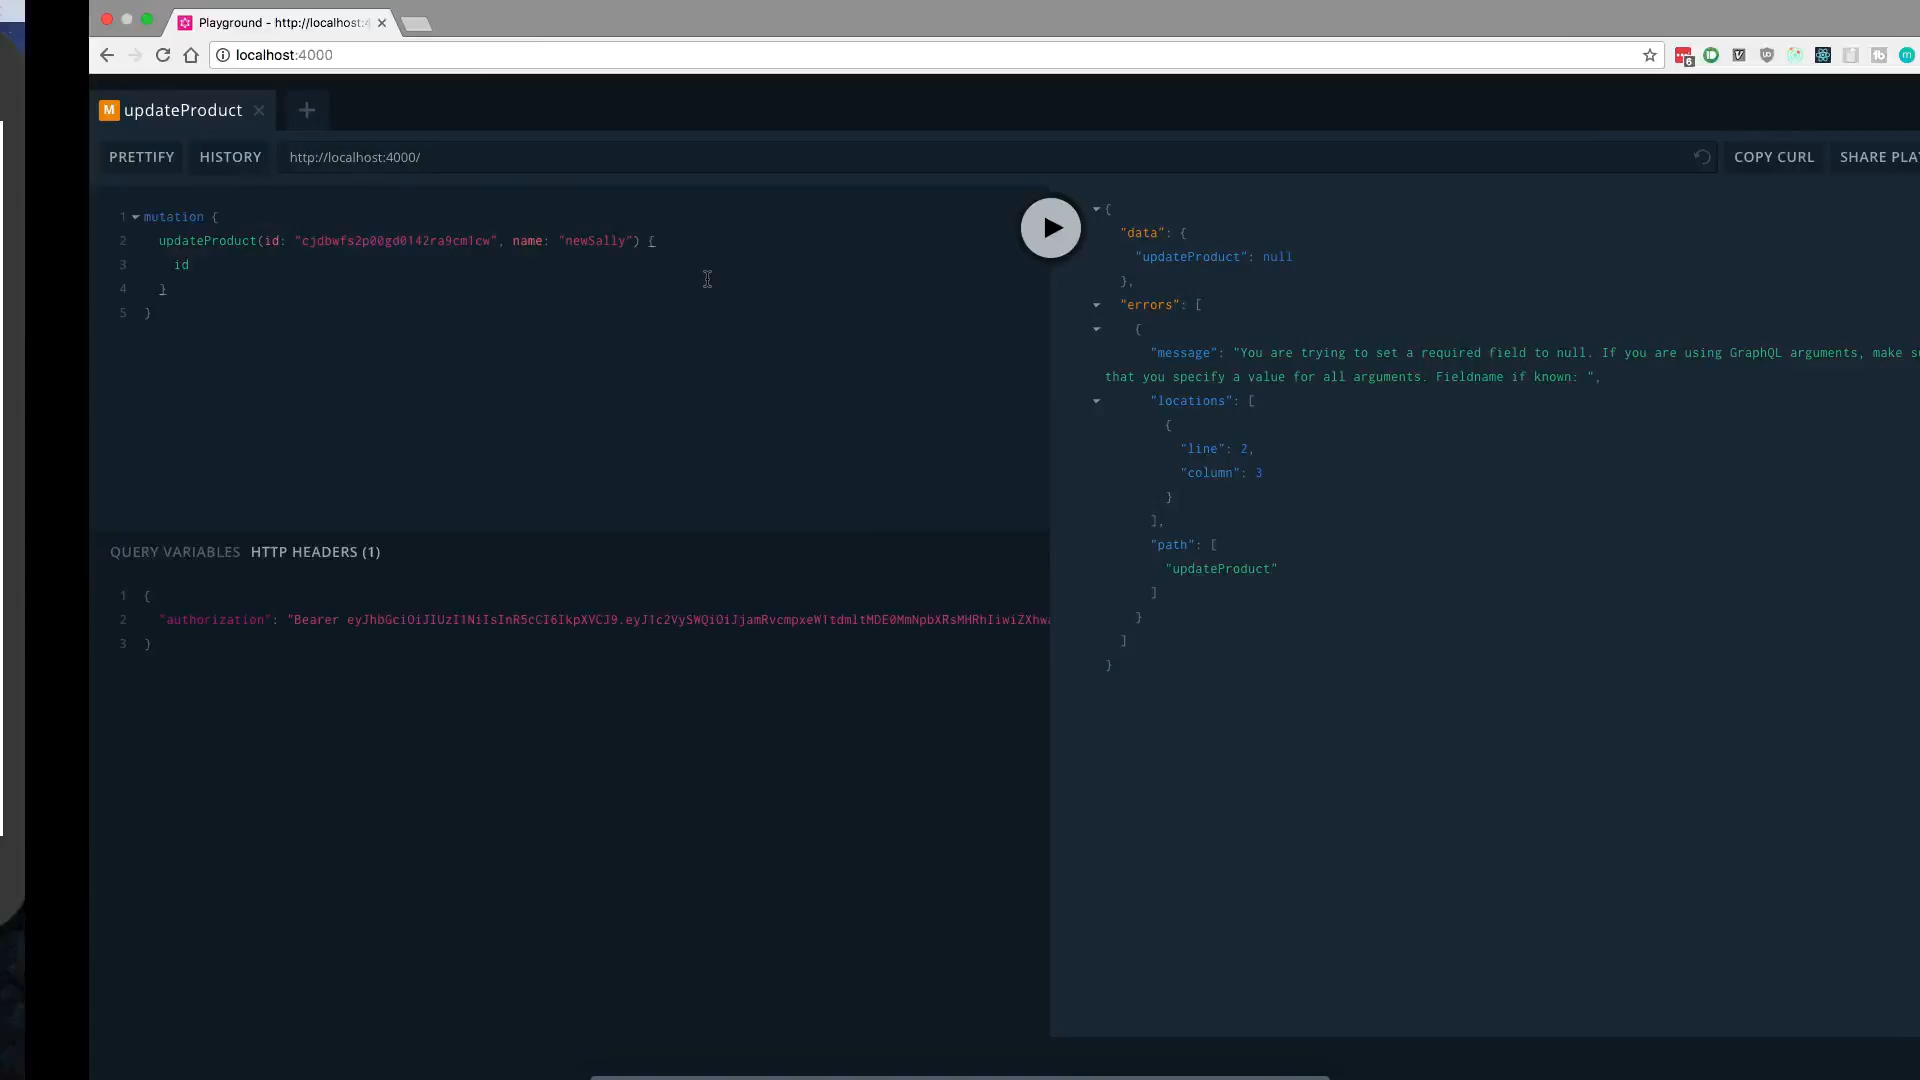 Playground - http://localhost:4
localhost:4000
6
M updateProduct
PRETTIFY HISTORY http://localhost:4000/ COPY CURL SHARE PLA
1 mutation {
2 updateProduct(id: "cjdbwfs2p00gd0142ra9cm1cw", name: "newSally") {
3 id
4 }
5 }
QUERY VARIABLES HTTP HEADERS (1)
1 {
2 "authorization": "Bearer eyJhbGciOiJIUzI1NiIsInR5cCI6IkpXVCJ9.eyJ1c2VySWQiOiJjamRvcmpxeW1tdmltMDE0MmNpbXRsMHRhIiwiZXhw
3 }
{
"data": {
"updateProduct": null
},
"errors": [
{
"message": "You are trying to set a required field to null. If you are using GraphQL arguments, make su
that you specify a value for all arguments. Fieldname if known: ",
"locations": [
{
"line": 2,
"column": 3
}
],
"path": [
"updateProduct"
]
}
]
}